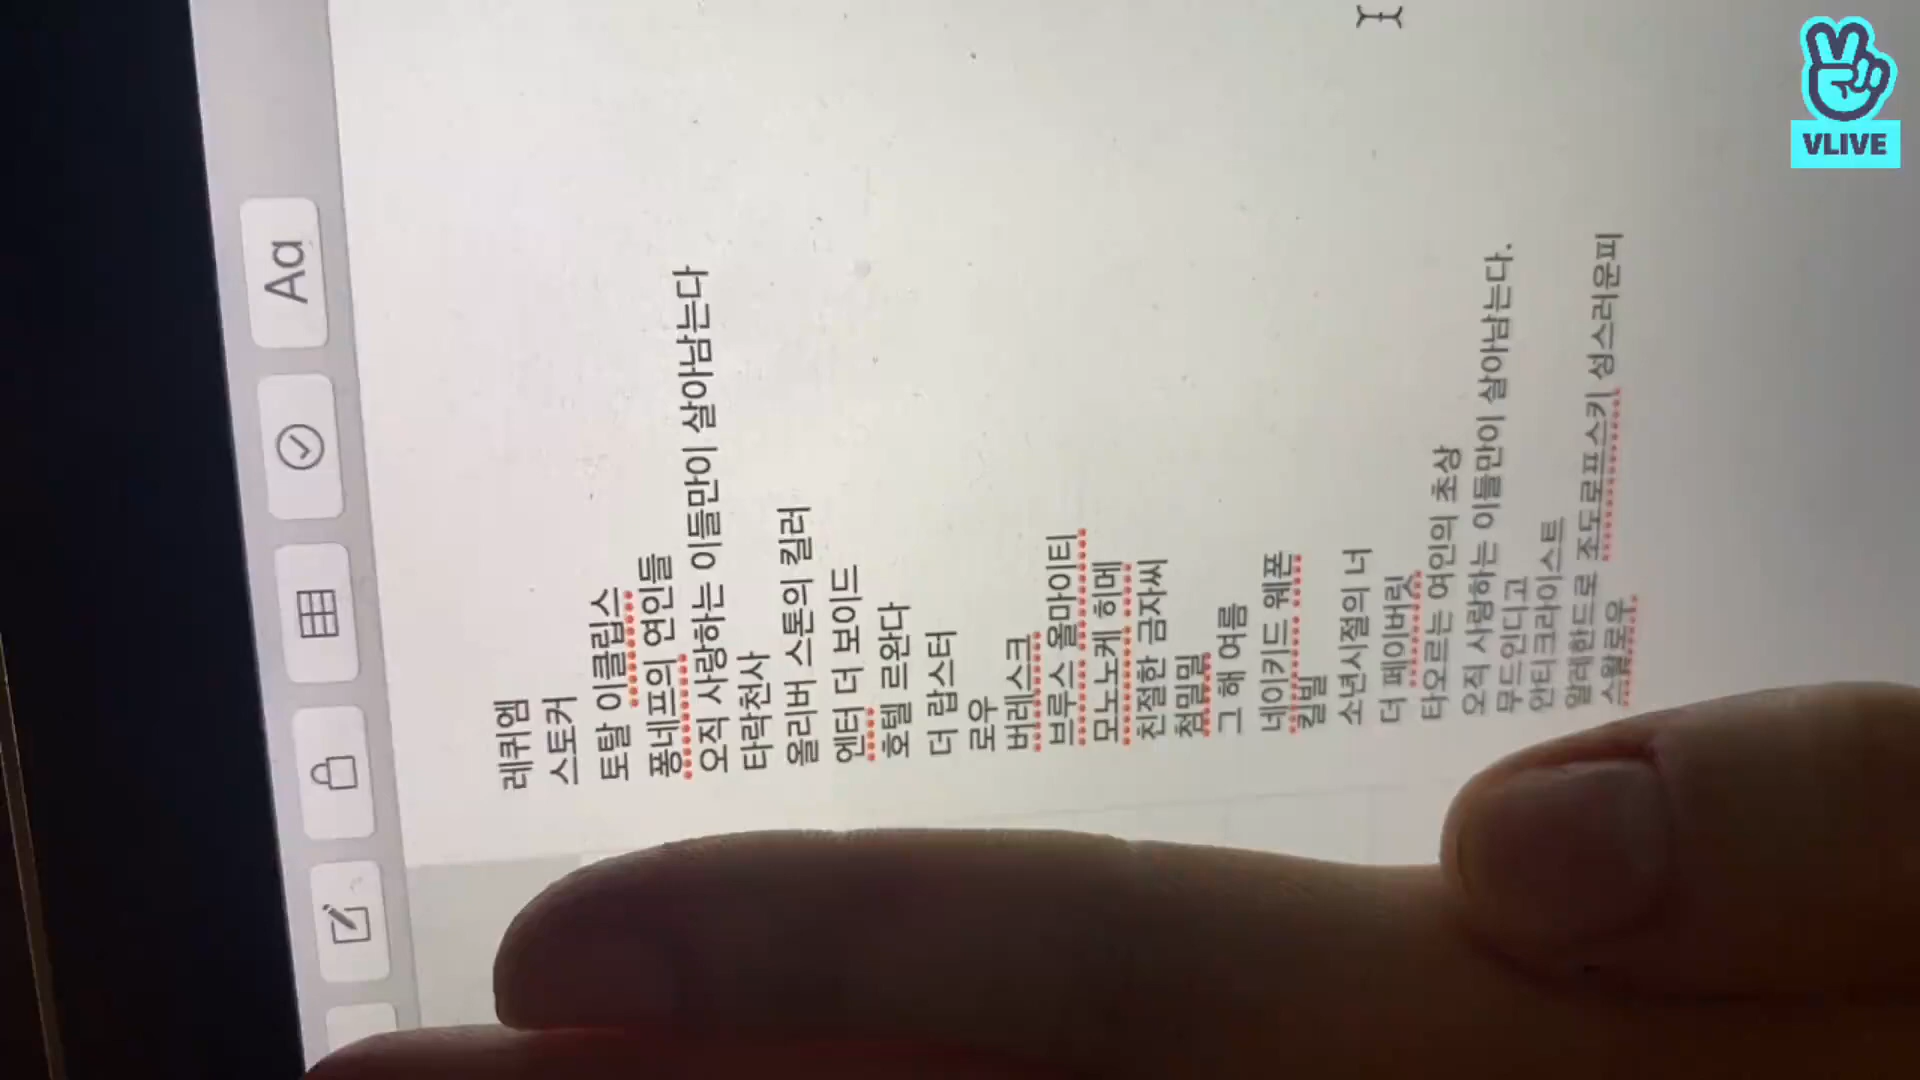 Aa
레퀴엠
스토커
토탈 이클립스
퐁네프의 연인들
오직 사랑하는 이들만이 살아남는다
타락천사
올리버 스톤의 킬러
엔터 더 보이드
호텔 르완다
더 랍스터
로우
버레스크
브루스 올마이티
모노노케 히메
친절한 금자씨
첨밀밀
그 해 여름
네이키드 웨폰
킬빌
소년시절의 너
더 페이버릿
타오르는 여인의 초상
오직 사랑하는 이들만이 살아남는다.
무드인디고
안티크라이스트
알레한드로 조도로프스키 성스러운피
스왈로우
VLIVE